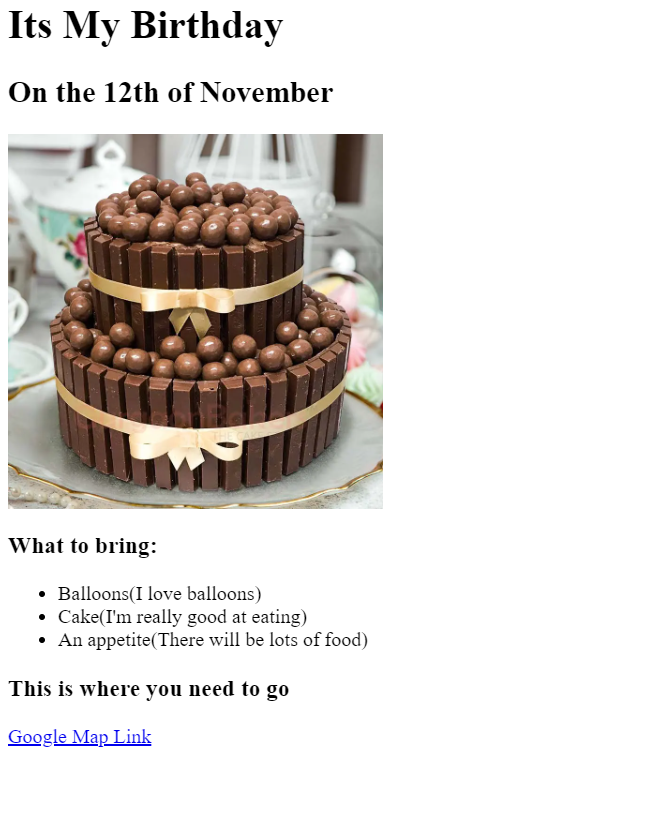 Its My Birthday
On the 12th of November
What to bring:
Balloons(I love balloons)
Cake(I'm really good at eating)
An appetite(There will be lots of food)
This is where you need to go
Google Map Link